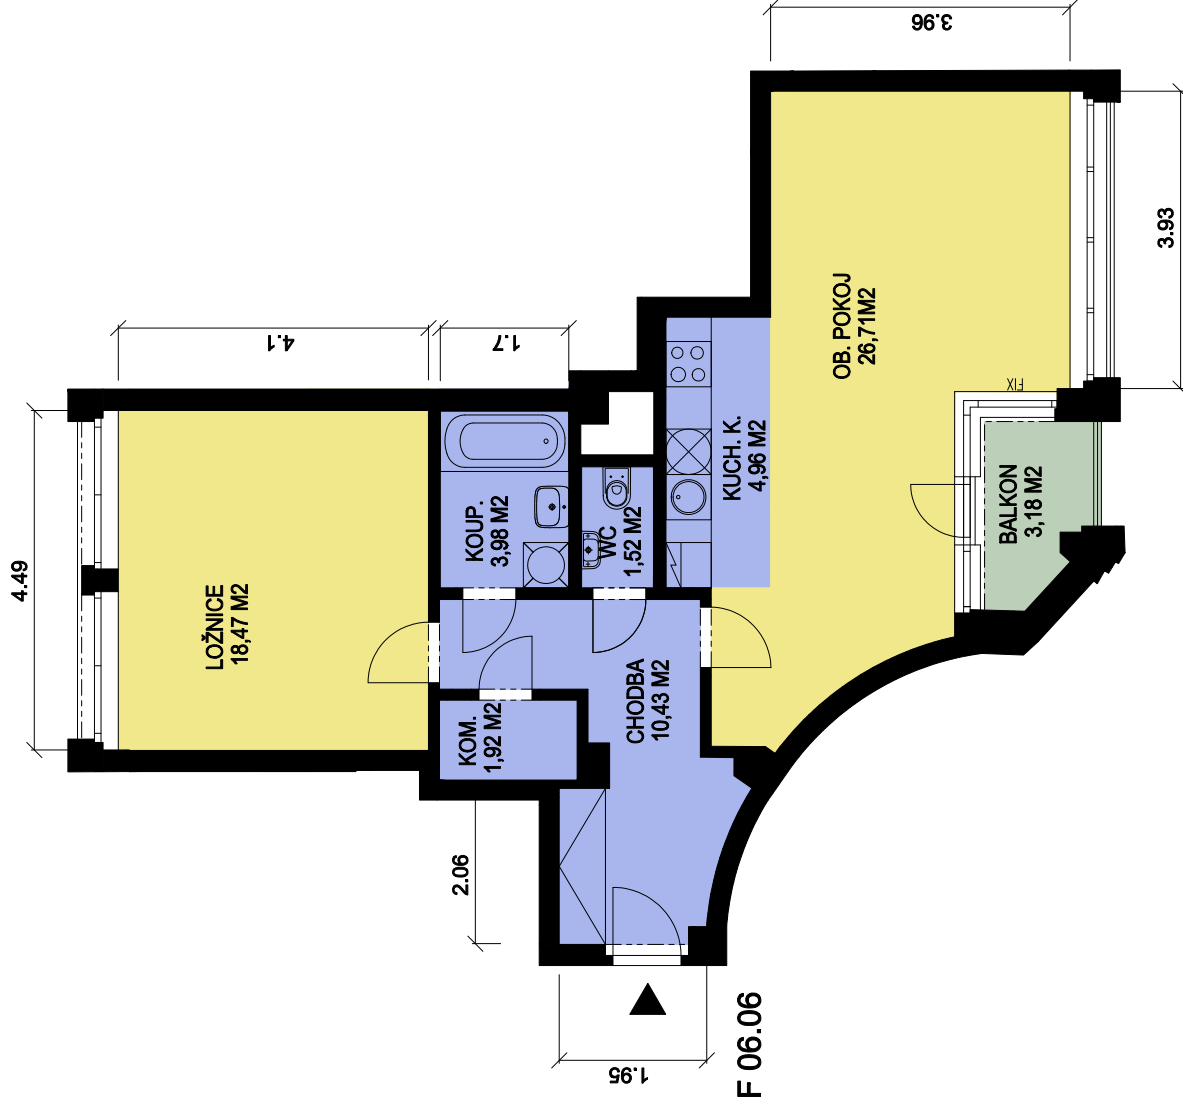 3.96
3.93
4.1
1.7
4.49
OB. POKOJ
26,71M2
FIX
KUCH. K.
4,96 M2
BALKON
3,18 M2
KOUP.
3,98 M2
WC
1,52 M2
LOŽNICE
18,47 M2
CHODBA
10,43 M2
KOM.
1,92 M2
2.06
1.95
F 06.06